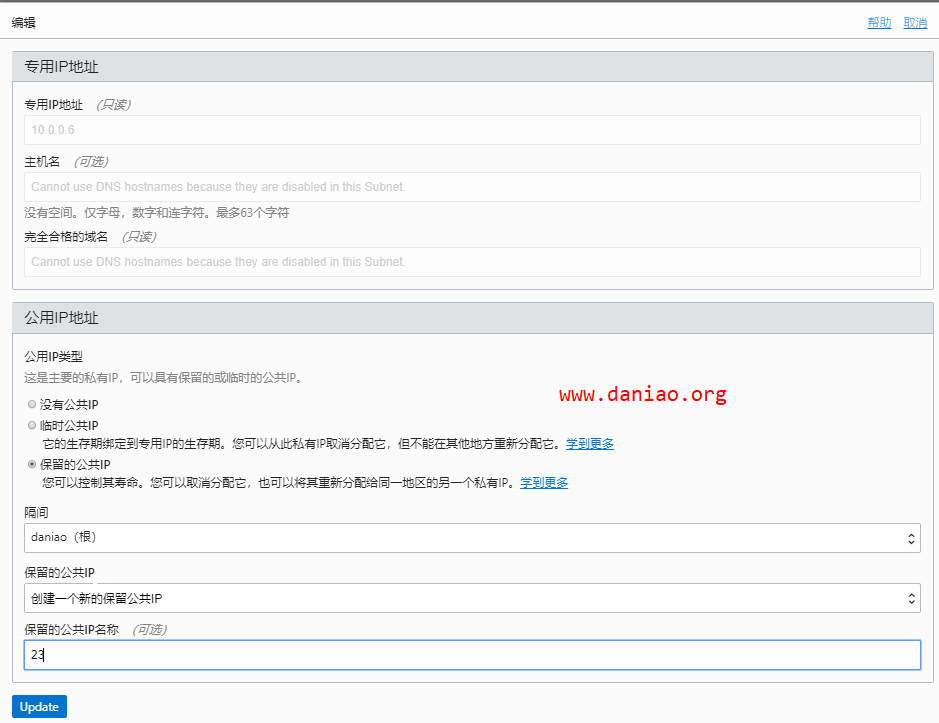 编辑
帮助 取消
专用IP地址
专用IP地址 (只读)
10.0.0.6
主机名 (可选)
Cannot use DNS hostnames because they are disabled in this Subnet.
没有空间。仅字母，数字和连字符。最多63个字符
完全合格的域名 (只读)
Cannot use DNS hostnames because they are disabled in this Subnet.
公用IP地址
公用IP类型
这是主要的私有IP，可以具有保留的或临时的公共IP。
www.daniao.org
没有公共IP
临时公共IP
它的生存期绑定到专用IP的生存期。您可以从此私有IP取消分配它，但不能在其他地方重新分配它。学到更多
保留的公共IP
您可以控制其寿命。您可以取消分配它，也可以将其重新分配给同一地区的另一个私有IP。学到更多
隔间
daniao（根）
保留的公共IP
创建一个新的保留公共IP
保留的公共IP名称 (可选)
23
Update